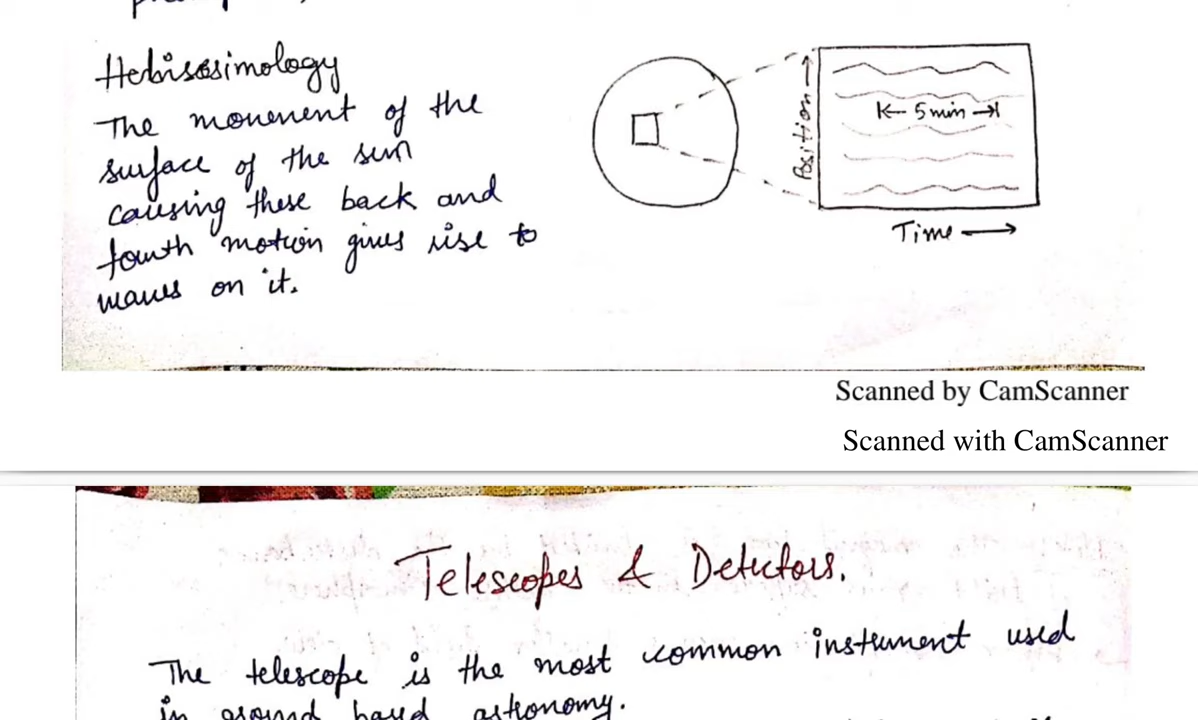 Helisesimology
The movement of the
surface of the sun
causing these back and
fourth motion gives rise to
waves on it.
Position →
K← 5 min →|
Time →
Scanned by CamScanner
Scanned with CamScanner
Telescopes & Detectors.
The telescope is the most common instrument used
in ground based astronomy.